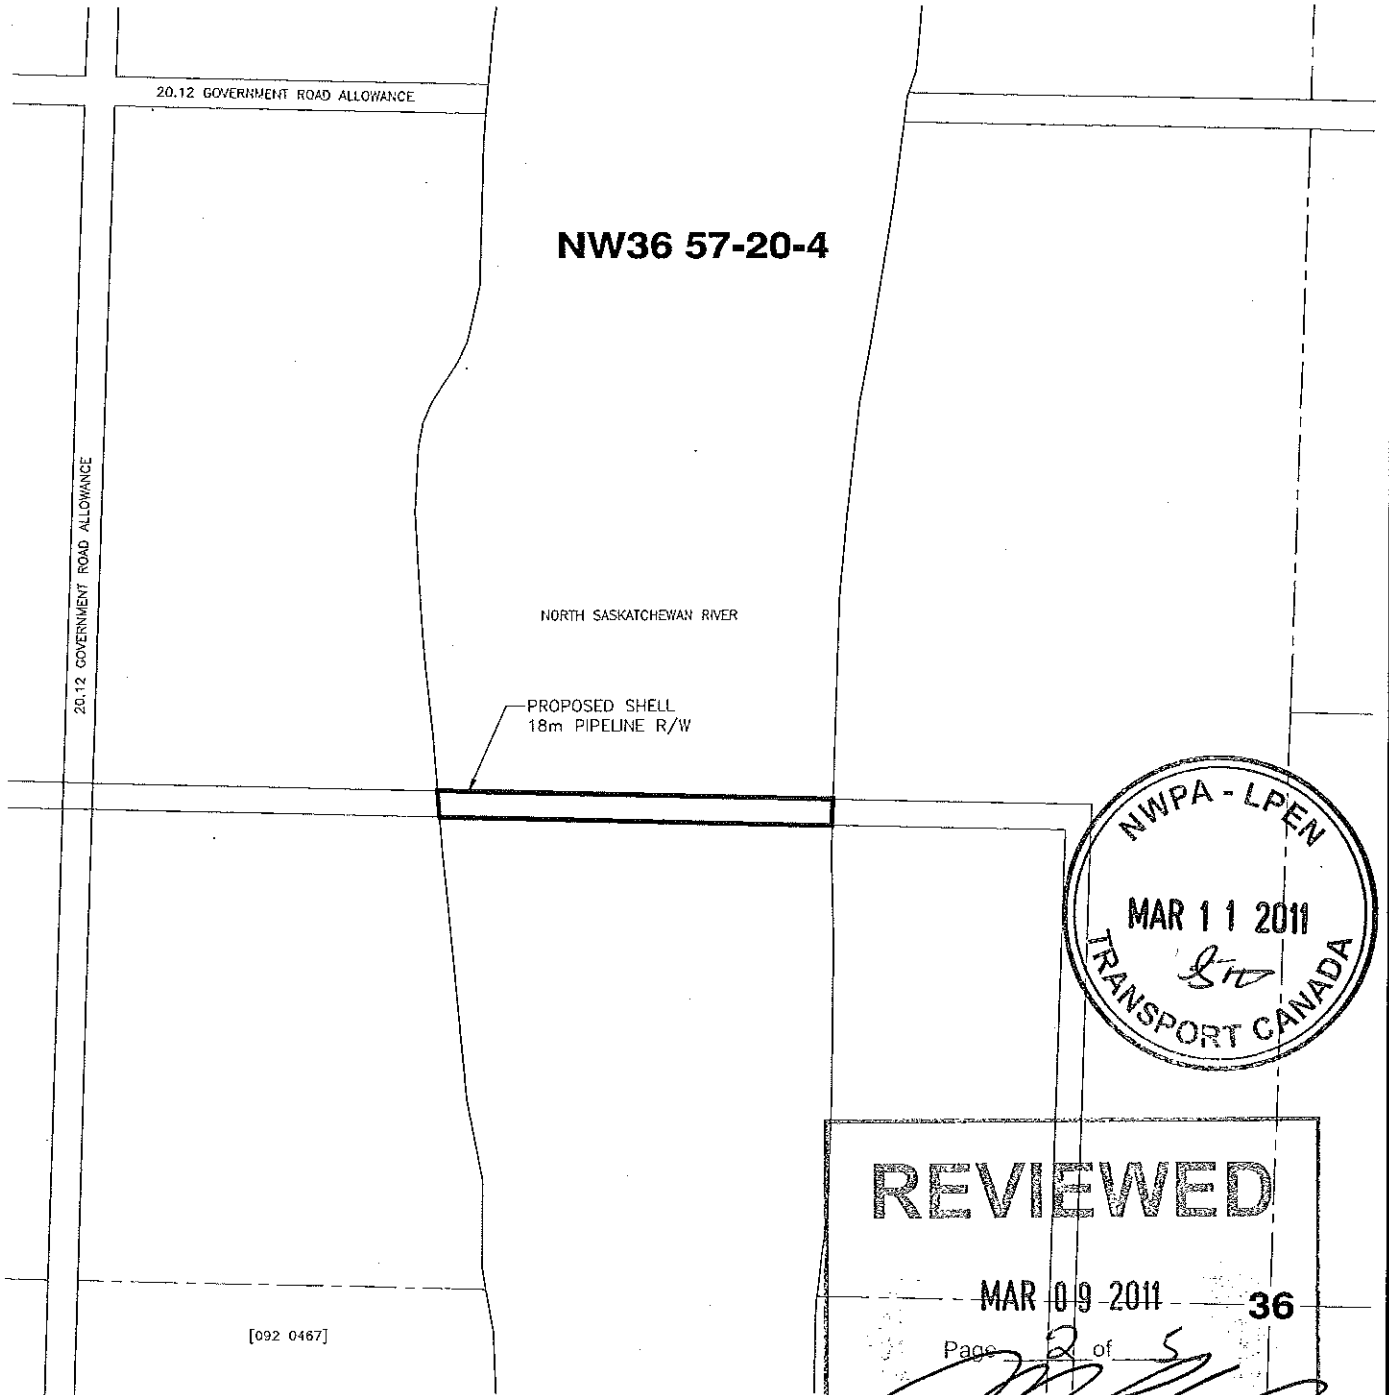 20.12 GOVERNMENT ROAD ALLOWANCE
NW36 57-20-4
20.12 GOVERNMENT ROAD ALLOWANCE
NORTH SASKATCHEWAN RIVER
PROPOSED SHELL
18m PIPELINE R/W
NWPA - LPEN
MAR 11 2011
TRANSPORT CANADA
REVIEWED
MAR 09 2011
36
Page 2 of 5
[092 0467]